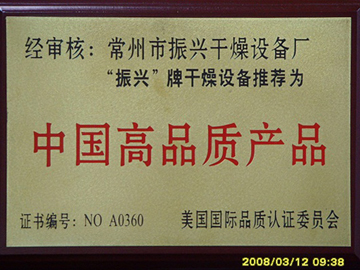 经审核：常州市振兴干燥设备厂
“振兴”牌干燥设备推荐为
中国高品质产品
证书编号：NO A0360 美国国际品质认证委员会
2008/03/12 09:38